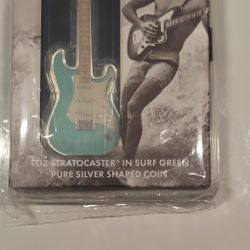 1OZ STRATOCASTER® IN SURF GREEN
PURE SILVER SHAPED COIN